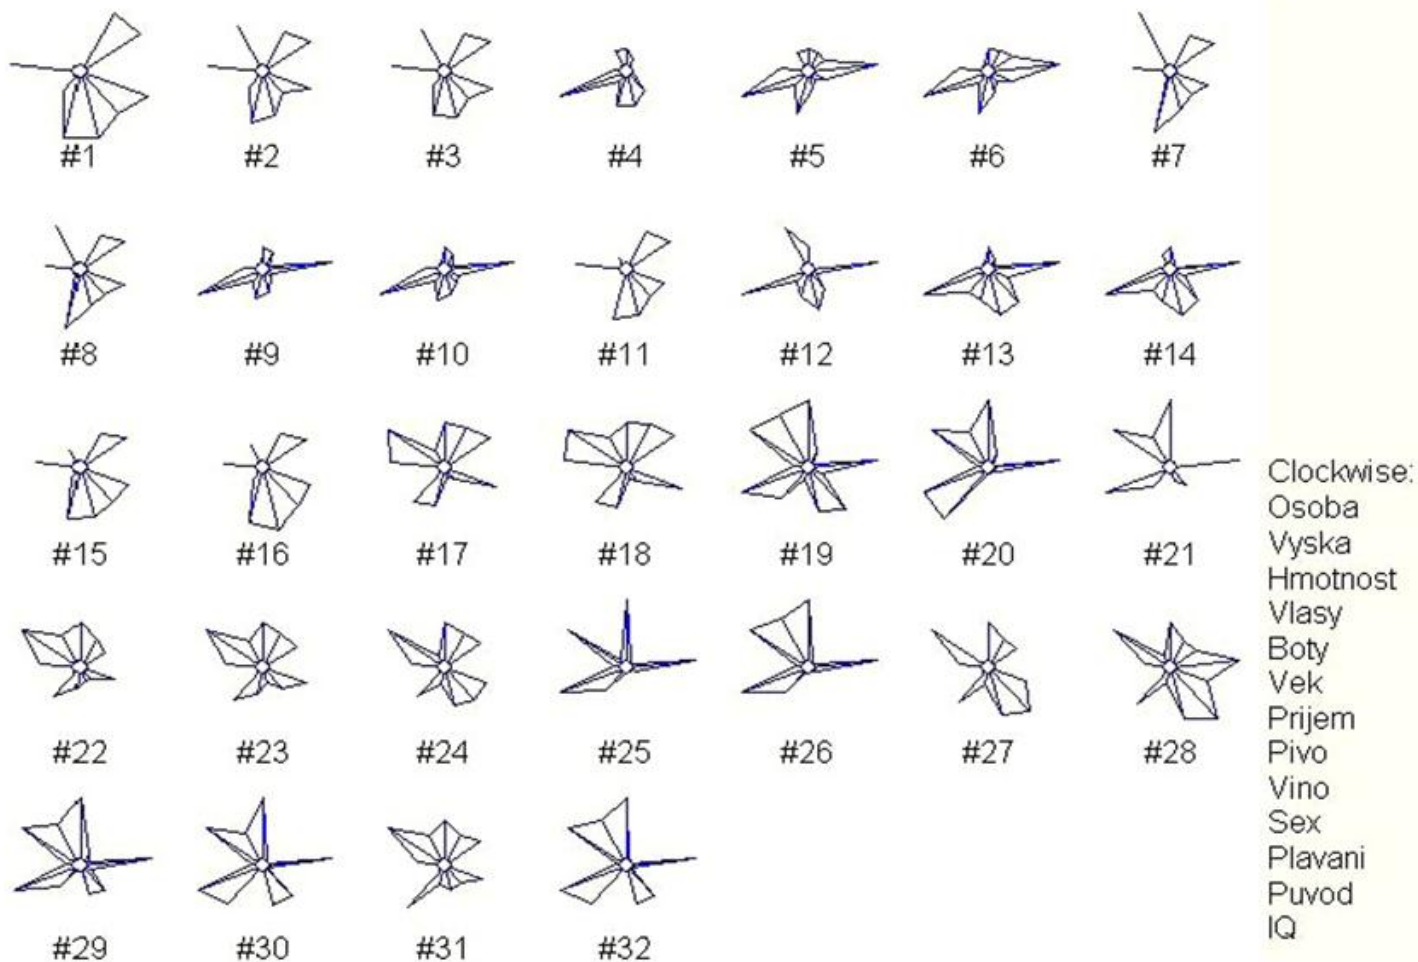 #1 #2 #3 #4 #5 #6 #7
#8 #9 #10 #11 #12 #13 #14
#15 #16 #17 #18 #19 #20 #21
#22 #23 #24 #25 #26 #27 #28
#29 #30 #31 #32
Clockwise:
Osoba
Vyska
Hmotnost
Vlasy
Boty
Vek
Prijem
Pivo
Vino
Sex
Plavani
Puvod
IQ